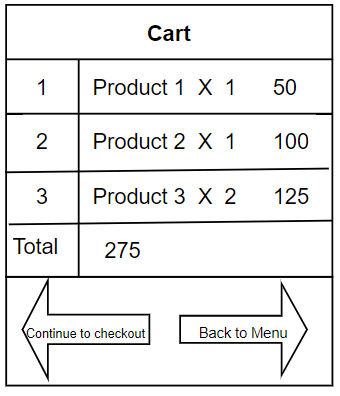 Cart
1 Product 1 X 1 50
2 Product 2 X 1 100
3 Product 3 X 2 125
Total 275
Continue to checkout Back to Menu